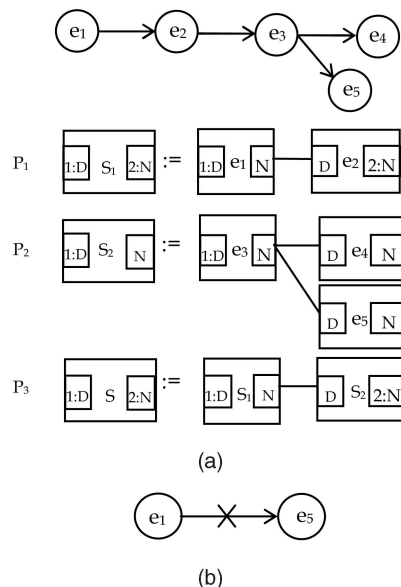 e1 e2 e3 e4
e5
P1 1:D S1 2:N := 1:D e1 N D e2 2:N
P2 1:D S2 N := 1:D e3 N D e4 N
D e5 N
P3 1:D S 2:N := 1:D S1 N D S2 2:N
(a)
e1 e5
(b)